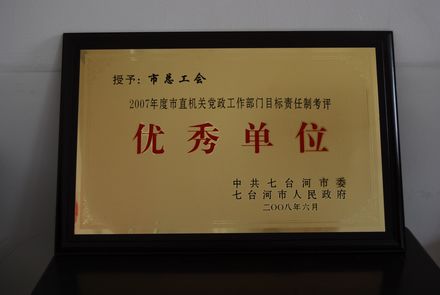 授予：市总工会
2007年度市直机关党政工作部门目标责任制考评
优秀单位
中共七台河市委
七台河市人民政府
二〇〇八年六月